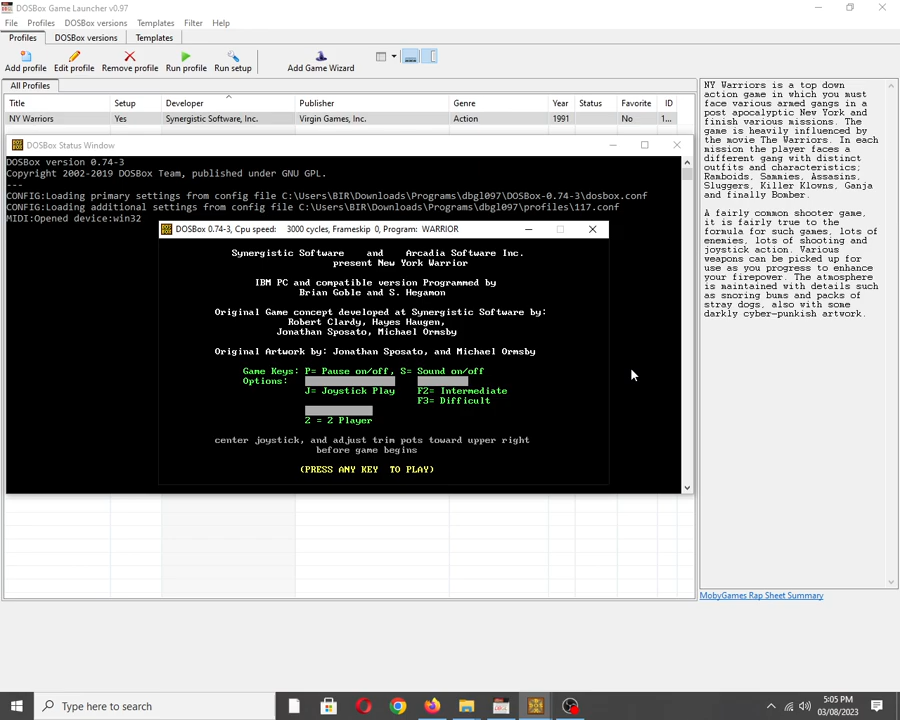 DOSBox Game Launcher v0.97
File Profiles DOSBox versions Templates Filter Help
Profiles DOSBox versions Templates
Add profile Edit profile Remove profile Run profile Run setup Add Game Wizard
All Profiles
Title Setup Developer Publisher Genre Year Status Favorite ID
NY Warriors Yes Synergistic Software, Inc. Virgin Games, Inc. Action 1991 No 1...
DOSBox Status Window
DOSBox version 0.74-3
Copyright 2002-2019 DOSBox Team, published under GNU GPL.
---
CONFIG:Loading primary settings from config file C:\Users\BIR\Downloads\Programs\dbgl097\DOSBox-0.74-3\dosbox.conf
CONFIG:Loading additional settings from config file C:\Users\BIR\Downloads\Programs\dbgl097\profiles\117.conf
MIDI:Opened device:win32
DOSBox 0.74-3, Cpu speed: 3000 cycles, Frameskip 0, Program: WARRIOR
Synergistic Software and Arcadia Software Inc.
present New York Warrior
IBM PC and compatible version Programmed by
Brian Goble and S. Hegamon
Original Game concept developed at Synergistic Software by:
Robert Clardy, Hayes Haugen,
Jonathan Sposato, Michael Ormsby
Original Artwork by: Jonathan Sposato, and Michael Ormsby
Game Keys: P= Pause on/off, S= Sound on/off
Options:
J= Joystick Play F2= Intermediate
F3= Difficult
2 = 2 Player
center joystick, and adjust trim pots toward upper right
before game begins
(PRESS ANY KEY TO PLAY)
NY Warriors is a top down
action game in which you must
face various armed gangs in a
post apocalyptic New York and
finish various missions. The
game is heavily influenced by
the movie The Warriors. In each
mission the player faces a
different gang with distinct
outfits and characteristics;
Ramboids, Sammies, Assasins,
Sluggers, Killer Klowns, Ganja
and finally Bomber.
A fairly common shooter game,
it is fairly true to the
formula for such games, lots of
enemies, lots of shooting and
joystick action. Various
weapons can be picked up for
use as you progress to enhance
your firepower. The atmosphere
is maintained with details such
as snoring bums and packs of
stray dogs, also with some
darkly cyber-punkish artwork.
MobyGames Rap Sheet Summary
Type here to search
5:05 PM
03/08/2023